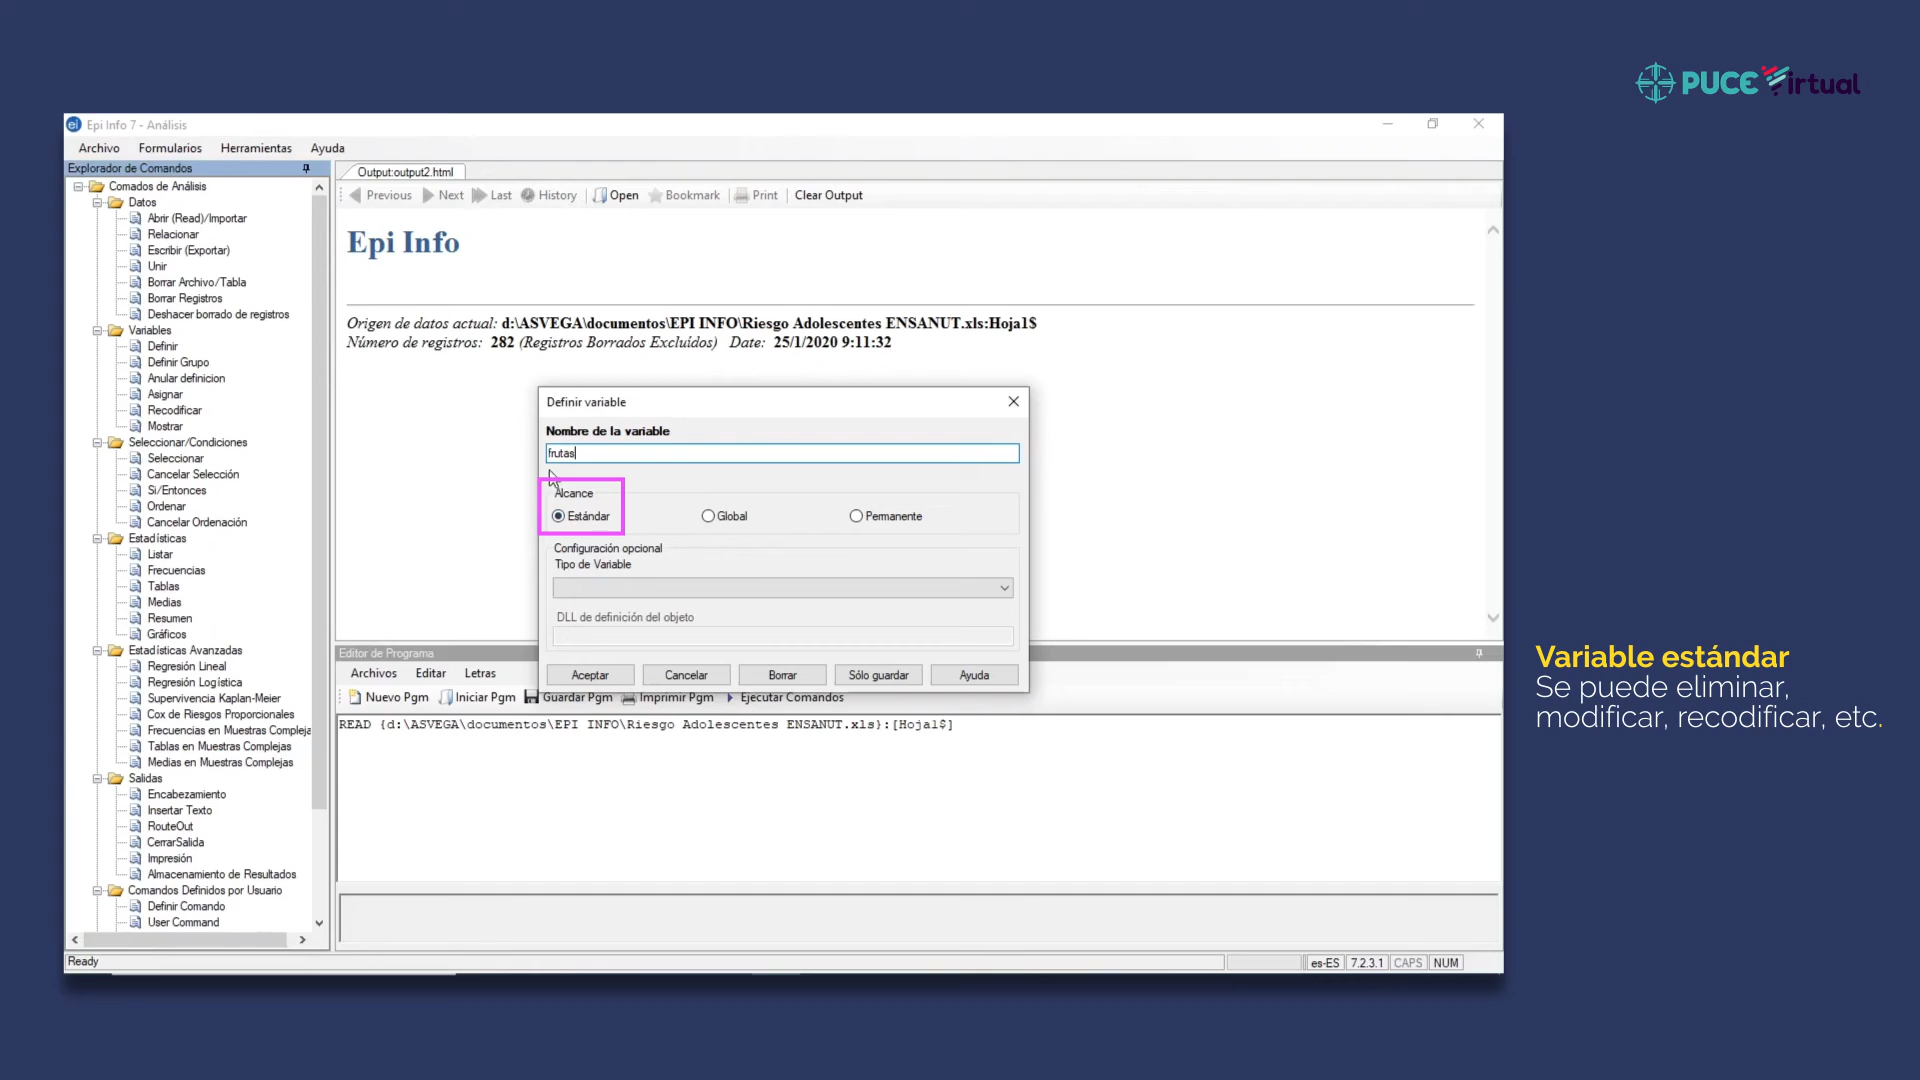 PUCE Virtual
Epi Info 7 - Análisis
Archivo Formularios Herramientas Ayuda
Explorador de Comandos
Comados de Análisis
Datos
Abrir (Read)/Importar
Relacionar
Escribir (Exportar)
Unir
Borrar Archivo/Tabla
Borrar Registros
Deshacer borrado de registros
Variables
Definir
Definir Grupo
Anular definicion
Asignar
Recodificar
Mostrar
Seleccionar/Condiciones
Seleccionar
Cancelar Selección
Si/Entonces
Ordenar
Cancelar Ordenación
Estadísticas
Listar
Frecuencias
Tablas
Medias
Resumen
Gráficos
Estadísticas Avanzadas
Regresión Lineal
Regresión Logística
Supervivencia Kaplan-Meier
Cox de Riesgos Proporcionales
Frecuencias en Muestras Compleja
Tablas en Muestras Complejas
Medias en Muestras Complejas
Salidas
Encabezamiento
Insertar Texto
RouteOut
CerrarSalida
Impresión
Almacenamiento de Resultados
Comandos Definidos por Usuario
Definir Comando
User Command
Output:output2.html
Previous Next Last History Open Bookmark Print Clear Output
Epi Info
Origen de datos actual: d:\ASVEGA\documentos\EPI INFO\Riesgo Adolescentes ENSANUT.xls:Hoja1$
Número de registros: 282 (Registros Borrados Excluídos) Date: 25/1/2020 9:11:32
Definir variable
Nombre de la variable
frutas
Alcance
Estándar Global Permanente
Configuración opcional
Tipo de Variable
DLL de definición del objeto
Aceptar Cancelar Borrar Sólo guardar Ayuda
Editor de Programa
Archivos Editar Letras
Nuevo Pgm Iniciar Pgm Guardar Pgm Imprimir Pgm Ejecutar Comandos
READ {d:\ASVEGA\documentos\EPI INFO\Riesgo Adolescentes ENSANUT.xls}:[Hoja1$]
Ready
es-ES 7.2.3.1 CAPS NUM
Variable estándar
Se puede eliminar,
modificar, recodificar, etc.